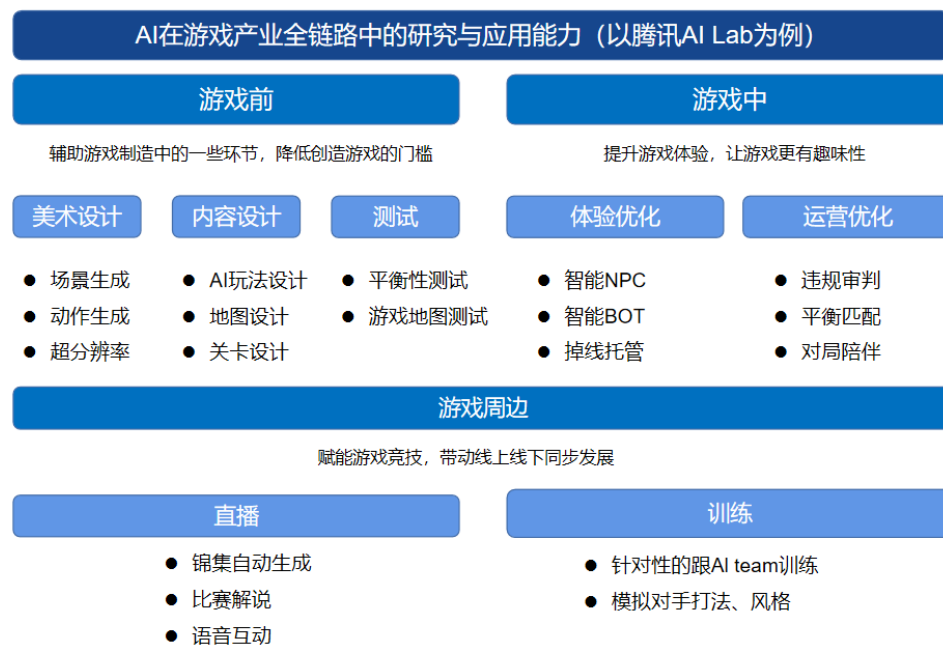 AI在游戏产业全链路中的研究与应用能力（以腾讯AI Lab为例）
游戏前
辅助游戏制造中的一些环节，降低创造游戏的门槛
美术设计
● 场景生成
● 动作生成
● 超分辨率
内容设计
● AI玩法设计
● 地图设计
● 关卡设计
测试
● 平衡性测试
● 游戏地图测试
游戏中
提升游戏体验，让游戏更有趣味性
体验优化
● 智能NPC
● 智能BOT
● 掉线托管
运营优化
● 违规审判
● 平衡匹配
● 对局陪伴
游戏周边
赋能游戏竞技，带动线上线下同步发展
直播
● 锦集自动生成
● 比赛解说
● 语音互动
训练
● 针对性的跟AI team训练
● 模拟对手打法、风格